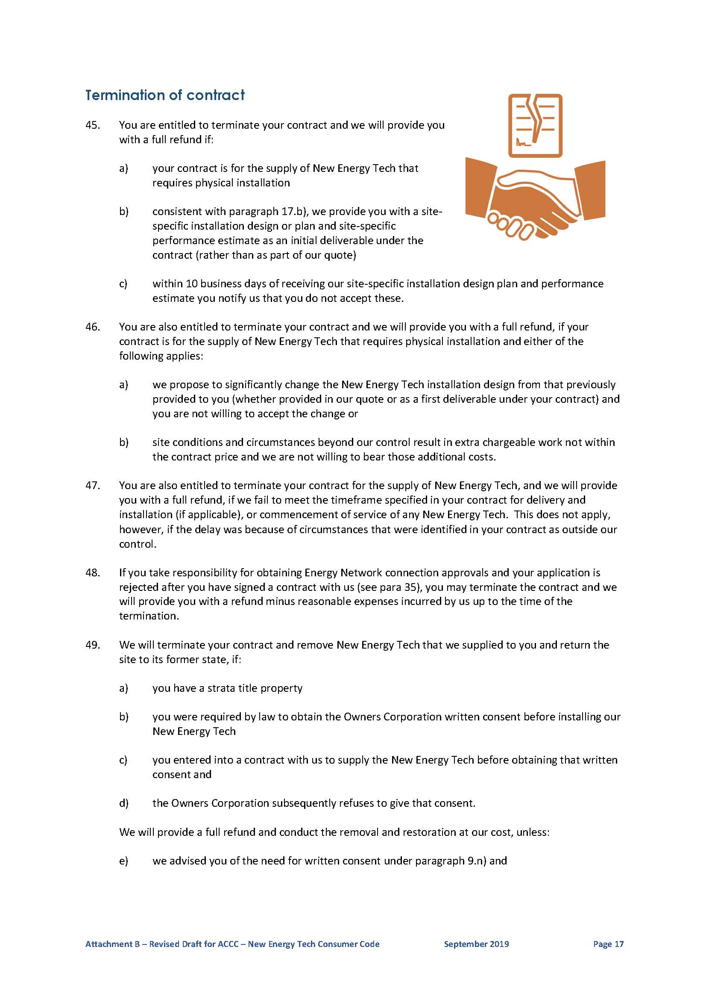 Termination of contract
45. You are entitled to terminate your contract and we will provide you
with a full refund if:
a) your contract is for the supply of New Energy Tech that
requires physical installation
b) consistent with paragraph 17.b), we provide you with a site-
specific installation design or plan and site-specific
performance estimate as an initial deliverable under the
contract (rather than as part of our quote)
c) within 10 business days of receiving our site-specific installation design plan and performance
estimate you notify us that you do not accept these.
46. You are also entitled to terminate your contract and we will provide you with a full refund, if your
contract is for the supply of New Energy Tech that requires physical installation and either of the
following applies:
a) we propose to significantly change the New Energy Tech installation design from that previously
provided to you (whether provided in our quote or as a first deliverable under your contract) and
you are not willing to accept the change or
b) site conditions and circumstances beyond our control result in extra chargeable work not within
the contract price and we are not willing to bear those additional costs.
47. You are also entitled to terminate your contract for the supply of New Energy Tech, and we will provide
you with a full refund, if we fail to meet the timeframe specified in your contract for delivery and
installation (if applicable), or commencement of service of any New Energy Tech. This does not apply,
however, if the delay was because of circumstances that were identified in your contract as outside our
control.
48. If you take responsibility for obtaining Energy Network connection approvals and your application is
rejected after you have signed a contract with us (see para 35), you may terminate the contract and we
will provide you with a refund minus reasonable expenses incurred by us up to the time of the
termination.
49. We will terminate your contract and remove New Energy Tech that we supplied to you and return the
site to its former state, if:
a) you have a strata title property
b) you were required by law to obtain the Owners Corporation written consent before installing our
New Energy Tech
c) you entered into a contract with us to supply the New Energy Tech before obtaining that written
consent and
d) the Owners Corporation subsequently refuses to give that consent.
We will provide a full refund and conduct the removal and restoration at our cost, unless:
e) we advised you of the need for written consent under paragraph 9.n) and
Attachment B – Revised Draft for ACCC – New Energy Tech Consumer Code September 2019 Page 17